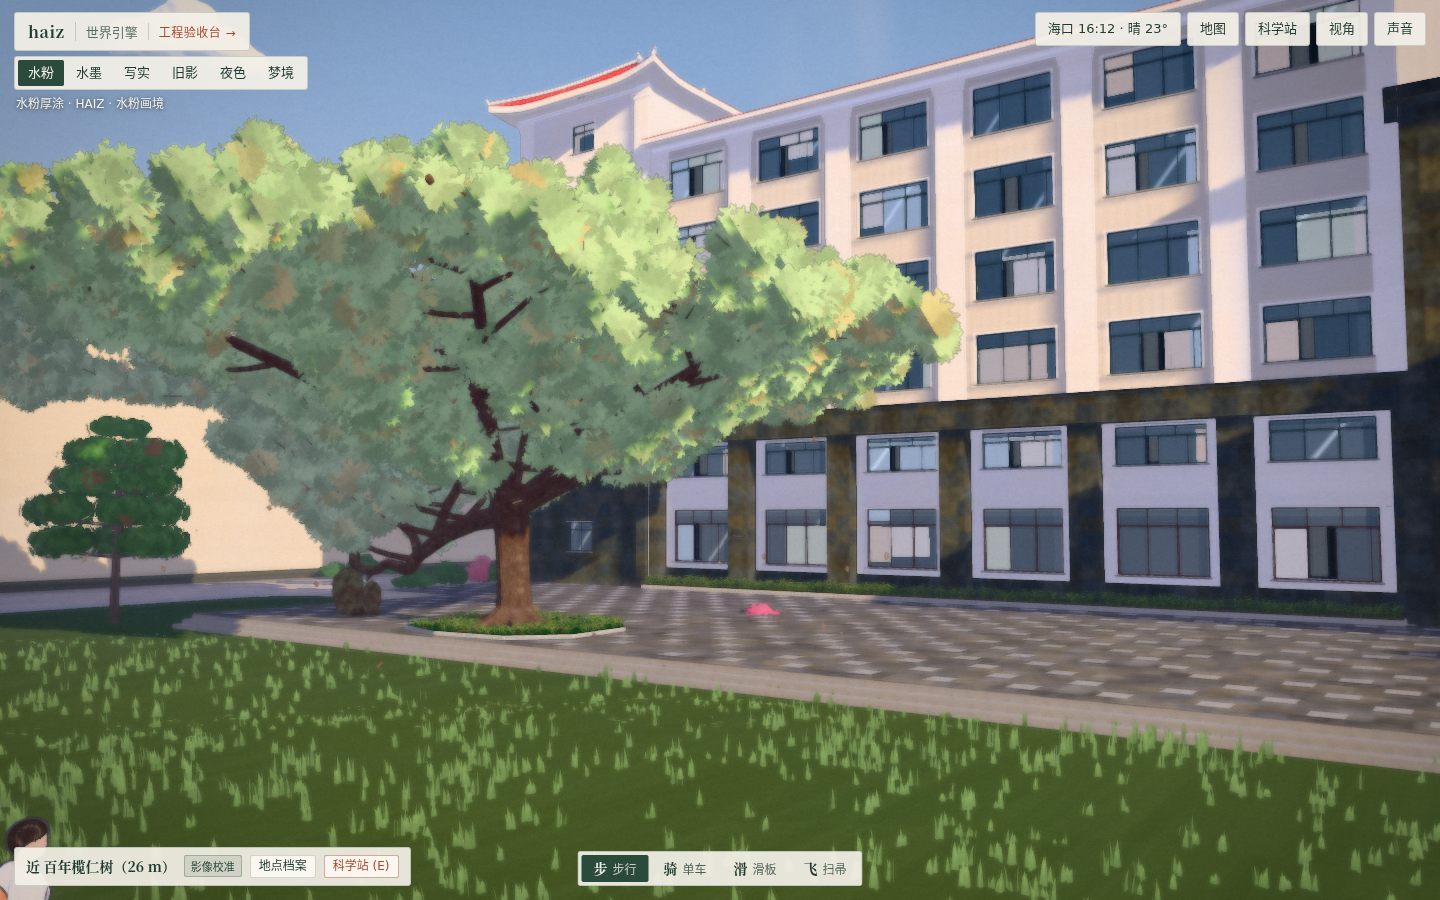 haiz 世界引擎 工程验收台 →
海口 16:12 · 晴 23° 地图 科学站 视角 声音
水粉 水墨 写实 旧影 夜色 梦境
水粉厚涂 · HAIZ · 水粉画境
近 百年榄仁树（26 m） 影像校准 地点档案 科学站 (E)
步 步行 骑 单车 滑 滑板 飞 扫帚